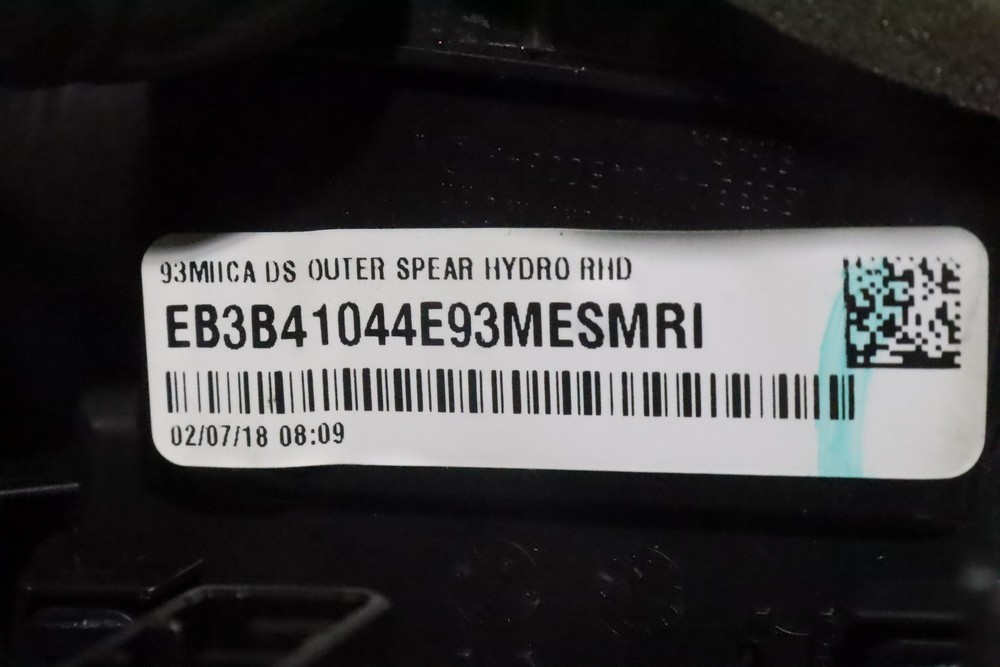 93MIICA DS OUTER SPEAR HYDRO RHD
EB3B41044E93MESMRI
02/07/18 08:09